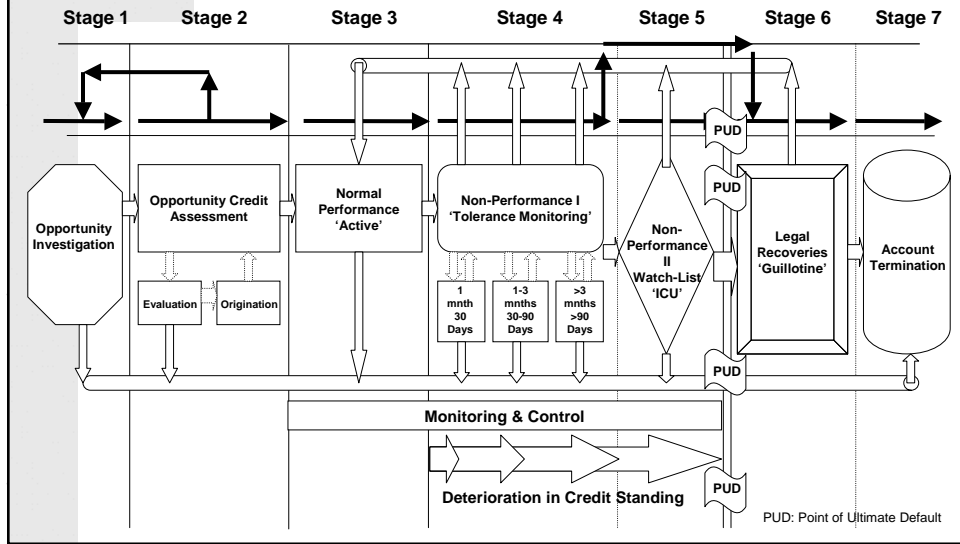 Stage 1 Stage 2 Stage 3 Stage 4 Stage 5 Stage 6 Stage 7
PUD
PUD
Opportunity
Investigation
Opportunity Credit
Assessment
Evaluation
Origination
Normal
Performance
‘Active’
Non-Performance I
‘Tolerance Monitoring’
1
mnth
30
Days
1-3
mnths
30-90
Days
>3
mnths
>90
Days
Non-
Performance
II
Watch-List
‘ICU’
Legal
Recoveries
‘Guillotine’
Account
Termination
PUD
Monitoring & Control
Deterioration in Credit Standing
PUD
PUD: Point of Ultimate Default